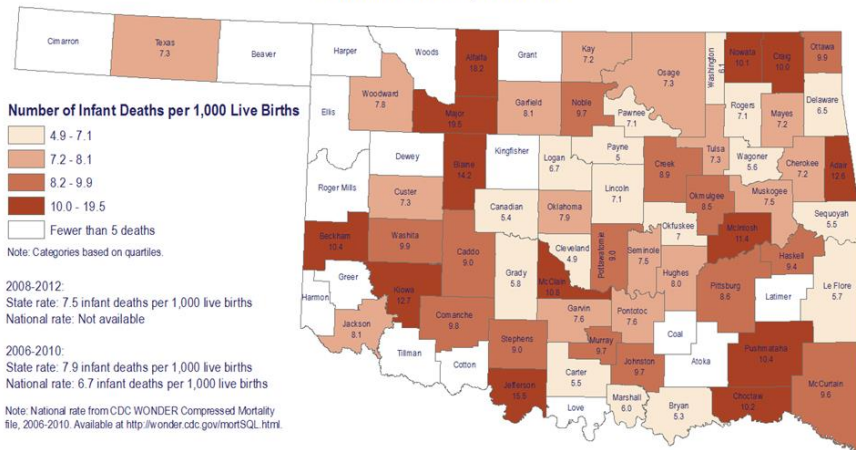 Cimarron
Texas
7.3
Beaver
Harper
Woods
Alfalfa
18.2
Grant
Kay
7.2
Osage
7.3
Washington
6.1
Nowata
10.1
Craig
10.0
Ottawa
9.9
Woodward
7.8
Major
19.5
Garfield
8.1
Noble
9.7
Pawnee
7.1
Rogers
7.1
Mayes
7.2
Delaware
6.5
Number of Infant Deaths per 1,000 Live Births
4.9 - 7.1
7.2 - 8.1
8.2 - 9.9
10.0 - 19.5
Fewer than 5 deaths
Note: Categories based on quartiles.
2008-2012:
State rate: 7.5 infant deaths per 1,000 live births
National rate: Not available
2006-2010:
State rate: 7.9 infant deaths per 1,000 live births
National rate: 6.7 infant deaths per 1,000 live births
Note: National rate from CDC WONDER Compressed Mortality
file, 2006-2010. Available at http://wonder.cdc.gov/mortSQL.html.
Ellis
Dewey
Blaine
14.2
Kingfisher
Logan
6.7
Payne
5
Creek
8.9
Tulsa
7.3
Wagoner
5.6
Cherokee
7.2
Adair
12.6
Roger Mills
Custer
7.3
Canadian
5.4
Oklahoma
7.9
Lincoln
7.1
Okmulgee
8.5
Muskogee
7.5
Sequoyah
5.5
Beckham
10.4
Washita
9.9
Caddo
9.0
Grady
5.8
Cleveland
4.9
McClain
Pottawatomie
9.0
Seminole
7.5
Okfuskee
7
McIntosh
11.4
Haskell
9.4
Hughes
8.0
Pittsburg
8.6
Latimer
Le Flore
5.7
Greer
Harmon
Kiowa
12.7
Jackson
8.1
Comanche
9.8
Tillman
Cotton
Stephens
9.0
Garvin
7.6
Murray
9.7
Pontotoc
7.6
Coal
Atoka
Pushmataha
10.4
McCurtain
9.6
Jefferson
Carter
5.5
Johnston
9.7
Love
Marshall
6.0
Bryan
5.3
Choctaw
10.2